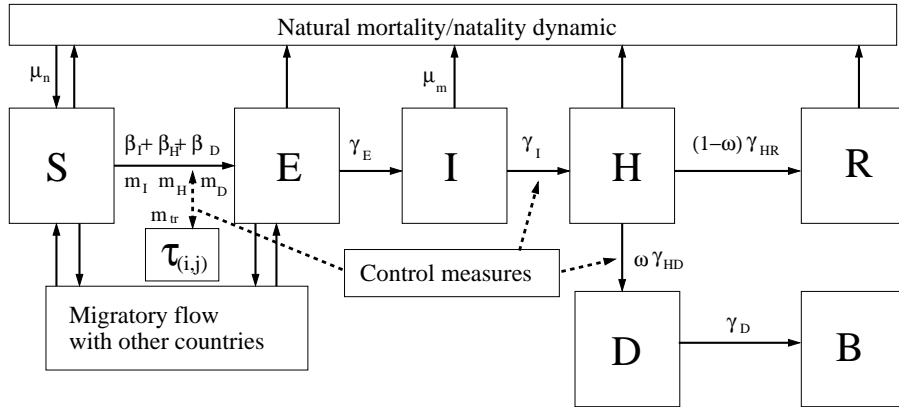 Natural mortality/natality dynamic
μn
μm
S
βI + βH + βD
mI mH mD
E
γE
I
γI
H
(1−ω) γHR
R
mtr
τ(i,j)
Control measures
ω γHD
Migratory flow
with other countries
D
γD
B